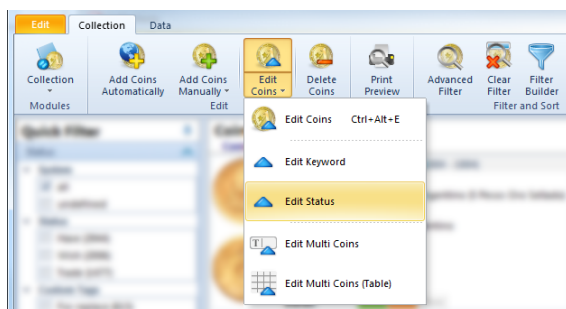 Edit Collection Data
Collection Add Coins Add Coins Edit Delete Print Advanced Clear Filter
Automatically Manually Coins Coins Preview Filter Filter Builder
Modules Edit Filter and Sort
Quick Filter
Edit Coins Ctrl+Alt+E
Edit Keyword
Edit Status
Edit Multi Coins
T
Edit Multi Coins (Table)